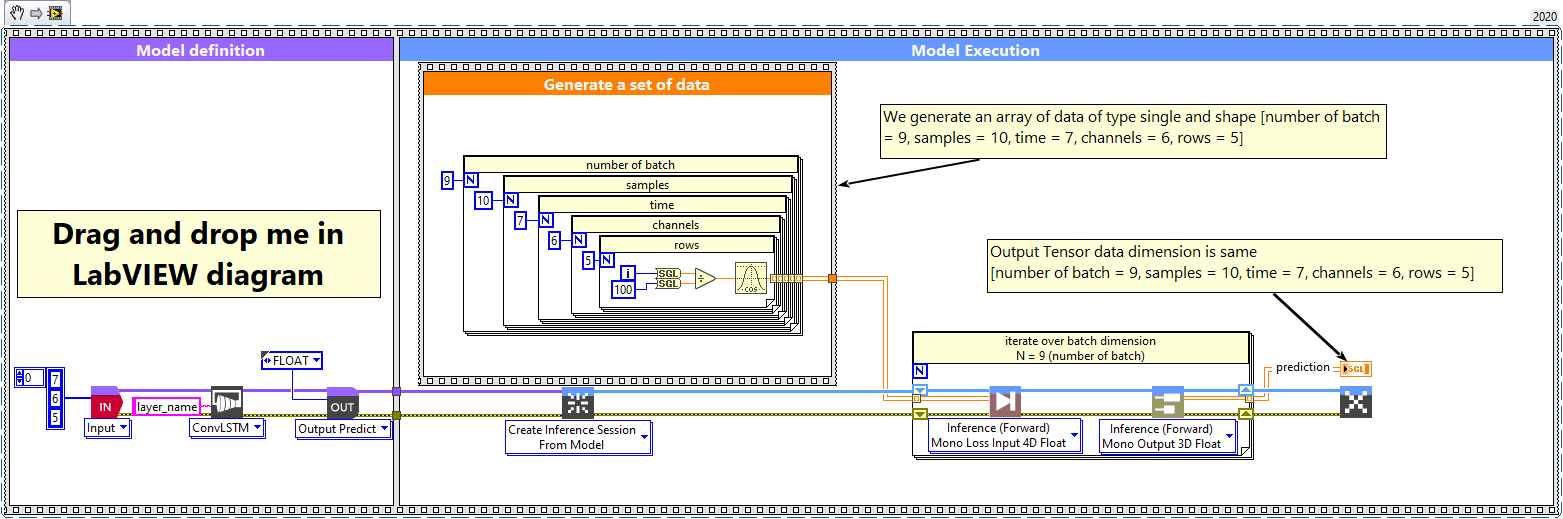 2020
Model definition
Model Execution
Generate a set of data
We generate an array of data of type single and shape [number of batch
= 9, samples = 10, time = 7, channels = 6, rows = 5]
number of batch
9
N
samples
10
N
time
7
N
channels
6
N
rows
5
N
i
SGL
SGL
100
COS
Drag and drop me in
LabVIEW diagram
Output Tensor data dimension is same
[number of batch = 9, samples = 10, time = 7, channels = 6, rows = 5]
iterate over batch dimension
N = 9 (number of batch)
N
prediction
SGL
FLOAT
0
7
6
5
IN
layer_name
OUT
Input
ConvLSTM
Output Predict
Create Inference Session
From Model
Inference (Forward)
Mono Loss Input 4D Float
Inference (Forward)
Mono Output 3D Float